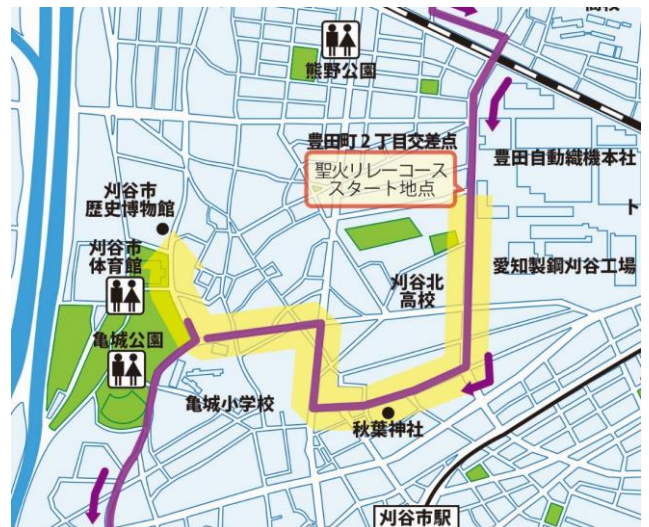 熊野公園
豊田町2丁目交差点
聖火リレーコース
スタート地点
豊田自動織機本社
ト
刈谷市
歴史博物館
刈谷市
体育館
刈谷北
高校
愛知製鋼刈谷工場
亀城公園
亀城小学校
秋葉神社
刈谷市駅